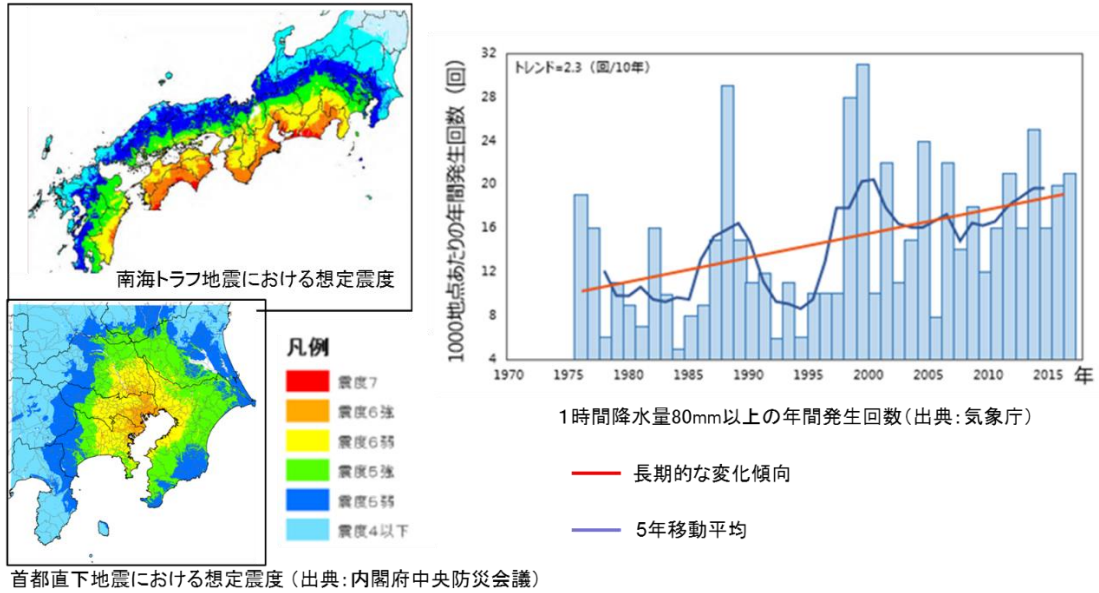 南海トラフ地震における想定震度
凡例
震度7
震度6強
震度6弱
震度5強
震度5弱
震度4以下
首都直下地震における想定震度（出典：内閣府中央防災会議）
1000地点あたりの年間発生回数（回）
トレンド=2.3（回/10年）
32
28
24
20
16
12
8
4
1970
1975
1980
1985
1990
1995
2000
2005
2010
2015
年
1時間降水量80mm以上の年間発生回数（出典：気象庁）
長期的な変化傾向
5年移動平均